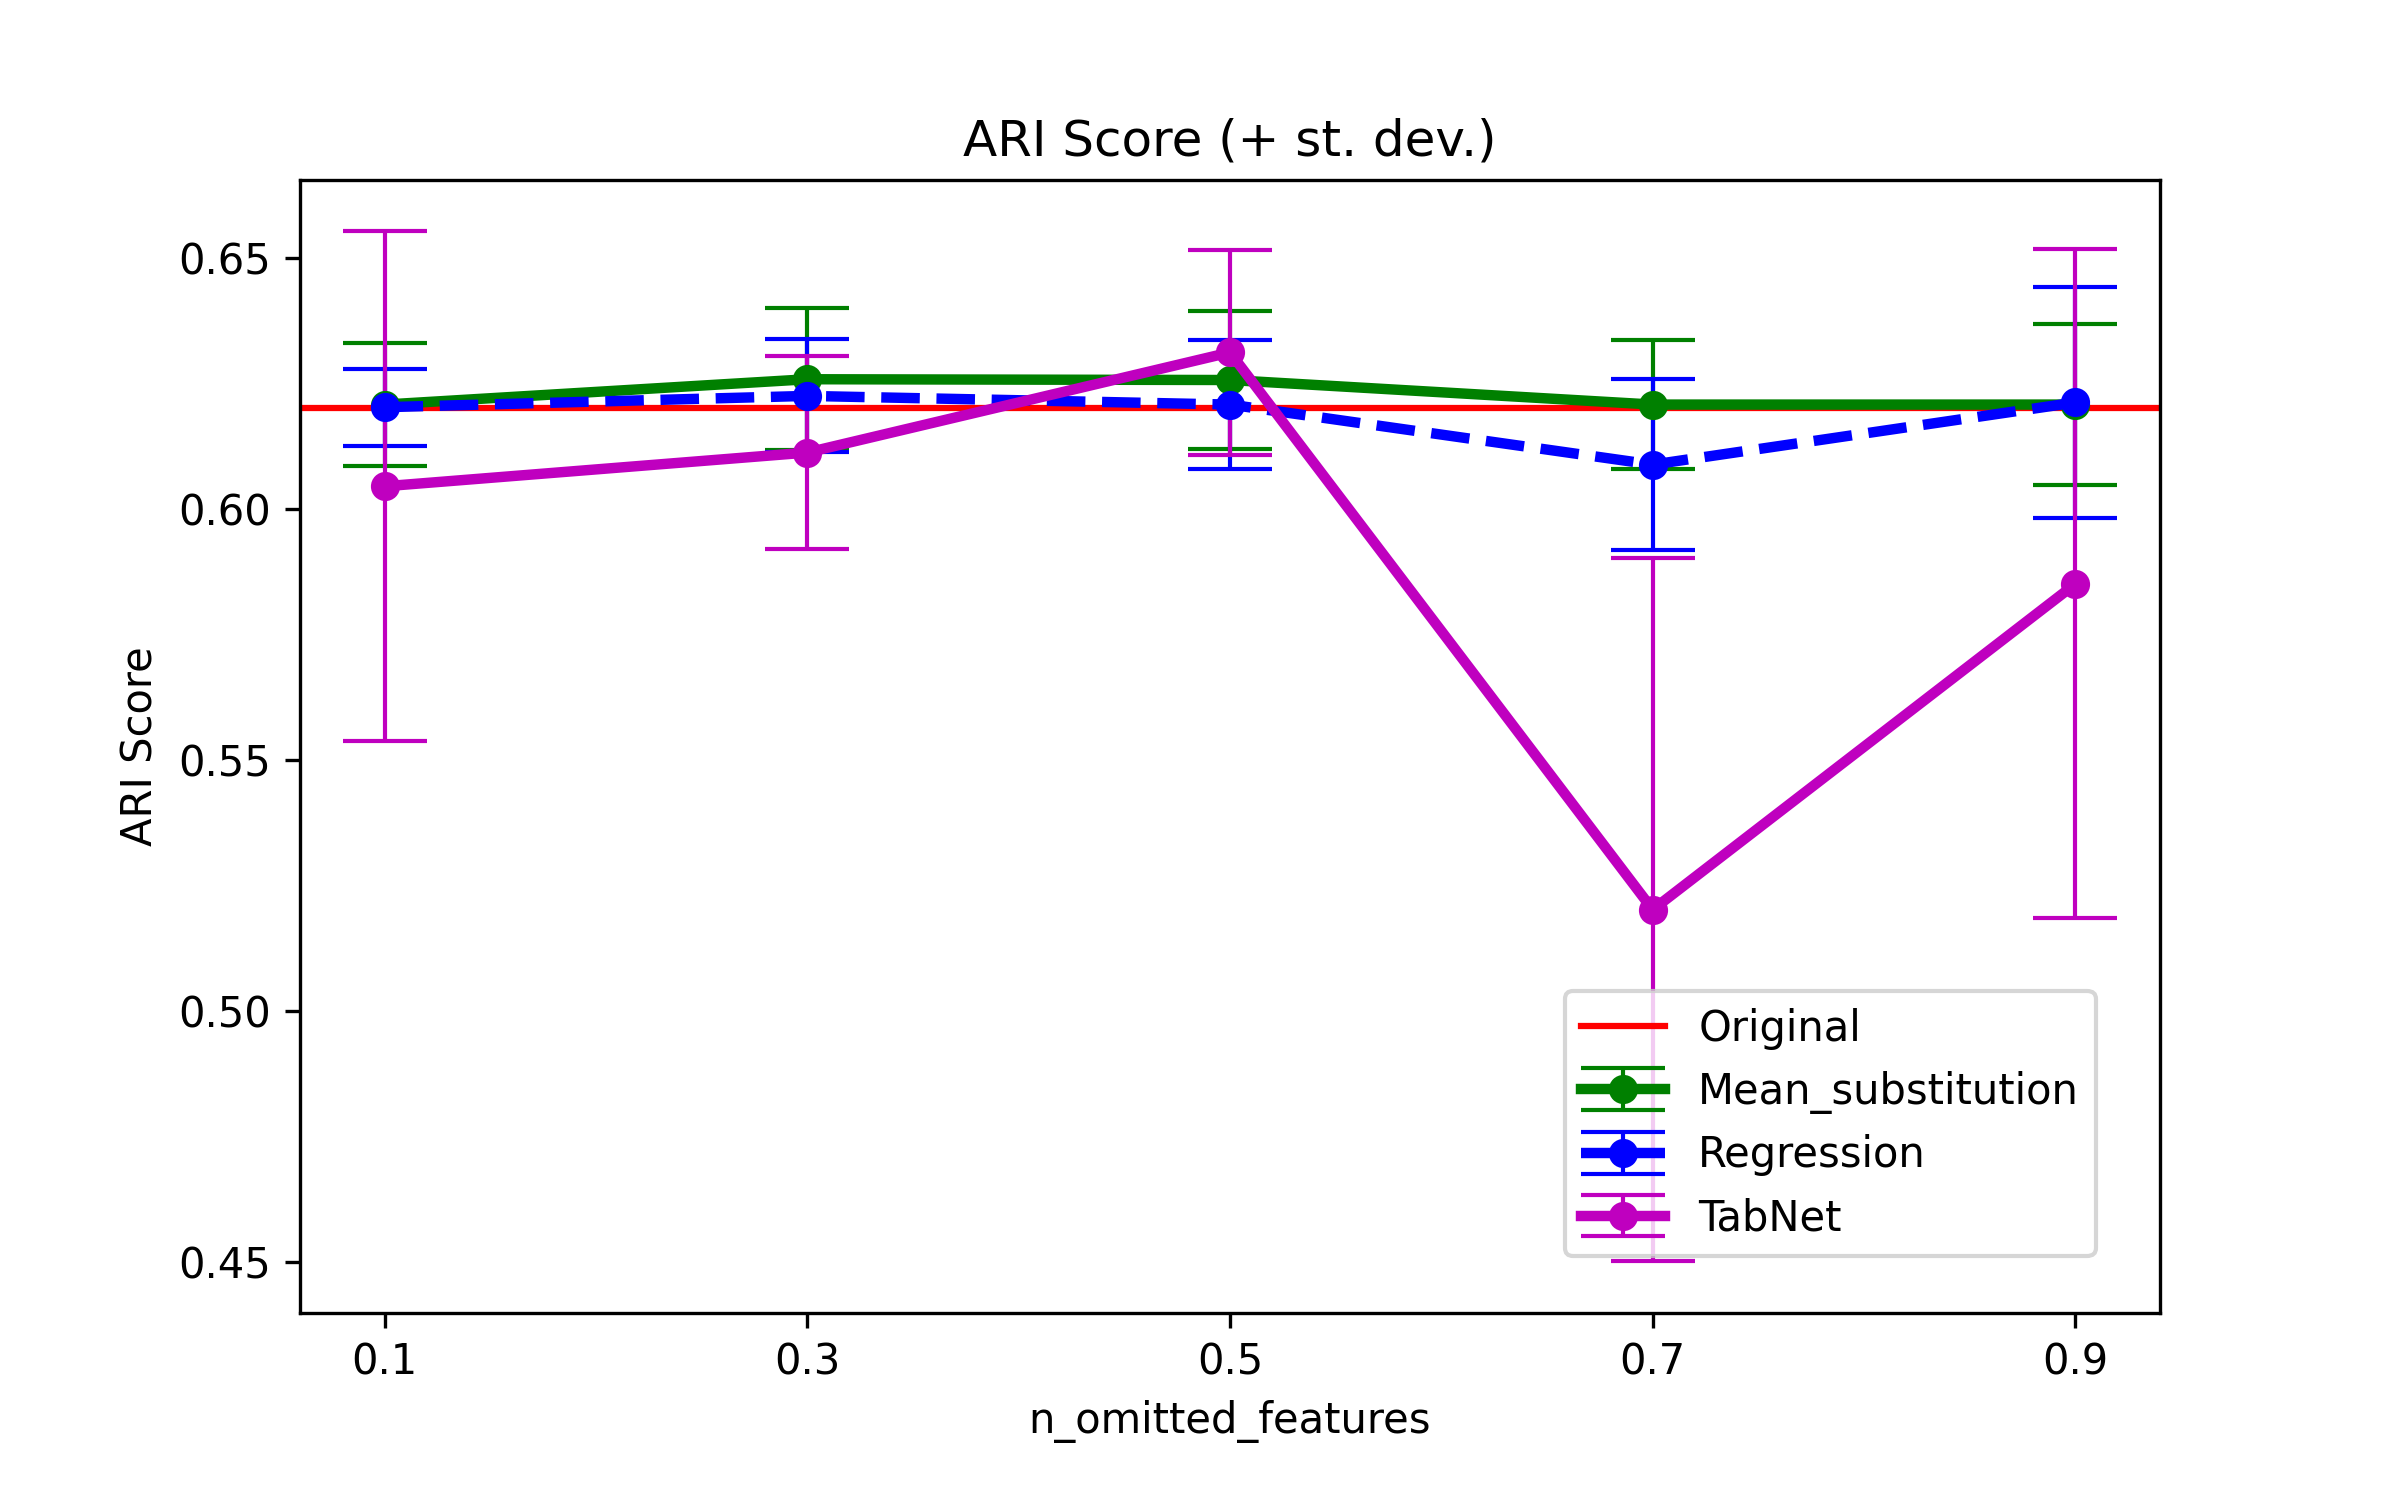 ARI Score (+ st. dev.)
ARI Score
0.65
0.60
0.55
0.50
0.45
Original
Mean_substitution
Regression
TabNet
0.1 0.3 0.5 0.7 0.9
n_omitted_features